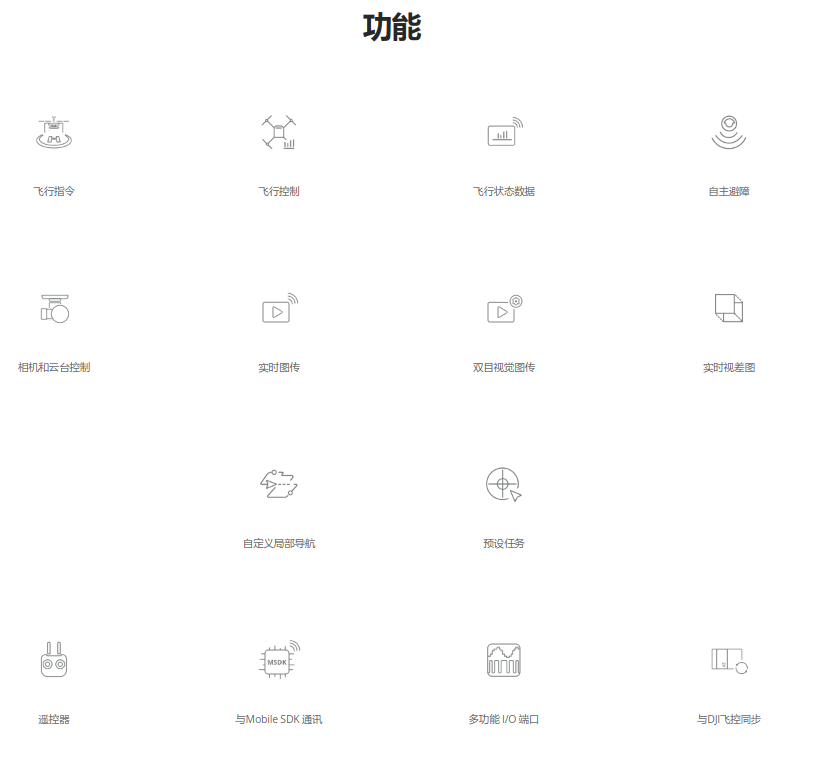 功能
飞行指令
飞行控制
飞行状态数据
自主避障
相机和云台控制
实时图传
双目视觉图传
实时视差图
自定义局部导航
预设任务
MSDK
遥控器
与Mobile SDK 通讯
多功能 I/O 端口
与DJI飞控同步